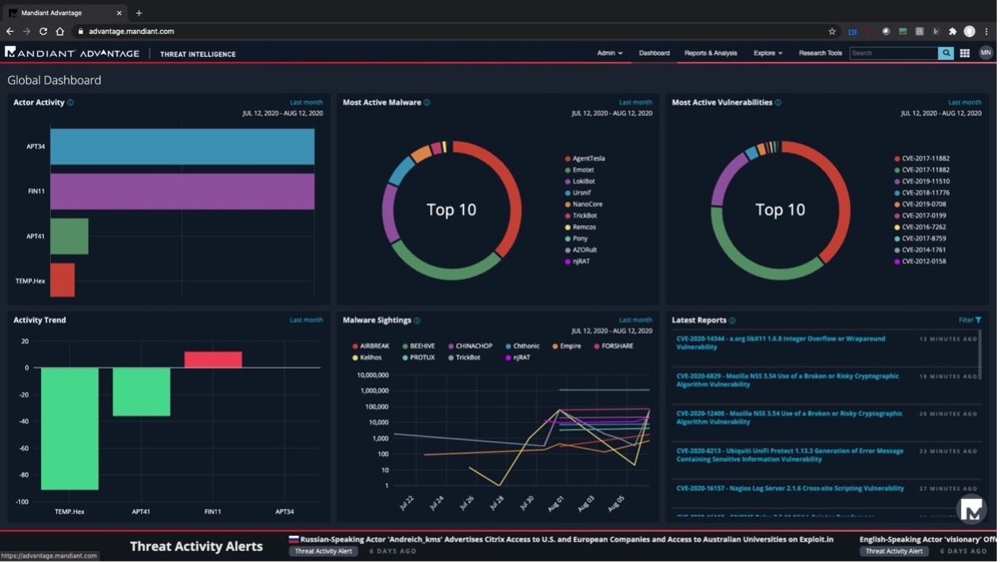 Mandiant Advantage
advantage.mandiant.com
MANDIANT ADVANTAGE THREAT INTELLIGENCE
Admin Dashboard Reports & Analysis Explore Research Tools Search MN
Global Dashboard
Actor Activity Last month
JUL 12, 2020 - AUG 12, 2020
APT34
FIN11
APT41
TEMP.Hex
Most Active Malware Last month
JUL 12, 2020 - AUG 12, 2020
Top 10
AgentTesla
Emotet
LokiBot
Ursnif
NanoCore
TrickBot
Remcos
Pony
AZORult
njRAT
Most Active Vulnerabilities Last month
JUL 12, 2020 - AUG 12, 2020
Top 10
CVE-2017-11882
CVE-2017-11882
CVE-2019-11510
CVE-2018-11776
CVE-2019-0708
CVE-2017-0199
CVE-2016-7262
CVE-2017-8759
CVE-2014-1761
CVE-2012-0158
Activity Trend Last month
20
0
-20
-40
-60
-80
-100
TEMP.Hex APT41 FIN11 APT34
Malware Sightings Last month
JUL 12, 2020 - AUG 12, 2020
AIRBREAK BEEHIVE CHINACHOP Chthonic Empire FORSHARE
Kelihos PROTUX TrickBot njRAT
10,000,000
1,000,000
100,000
10,000
1,000
100
10
1
Jul 22 Jul 24 Jul 26 Jul 28 Jul 30 Aug 01 Aug 03 Aug 05
Latest Reports Filter
CVE-2020-14344 - x.org libX11 1.6.8 Integer Overflow or Wraparound 13 MINUTES AGO
Vulnerability
CVE-2020-6829 - Mozilla NSS 3.54 Use of a Broken or Risky Cryptographic 18 MINUTES AGO
Algorithm Vulnerability
CVE-2020-12400 - Mozilla NSS 3.54 Use of a Broken or Risky Cryptographic 20 MINUTES AGO
Algorithm Vulnerability
CVE-2020-8213 - Ubiquiti UniFi Protect 1.13.3 Generation of Error Message 23 MINUTES AGO
Containing Sensitive Information Vulnerability
CVE-2020-16157 - Nagios Log Server 2.1.6 Cross-site Scripting Vulnerability 27 MINUTES AGO
Threat Activity Alerts
Russian-Speaking Actor 'Andreich_kms' Advertises Citrix Access to U.S. and European Companies and Access to Australian Universities on Exploit.in
Threat Activity Alert 6 DAYS AGO
English-Speaking Actor 'visionary' Offe
Threat Activity Alert 6 DAYS AGO
https://advantage.mandiant.com